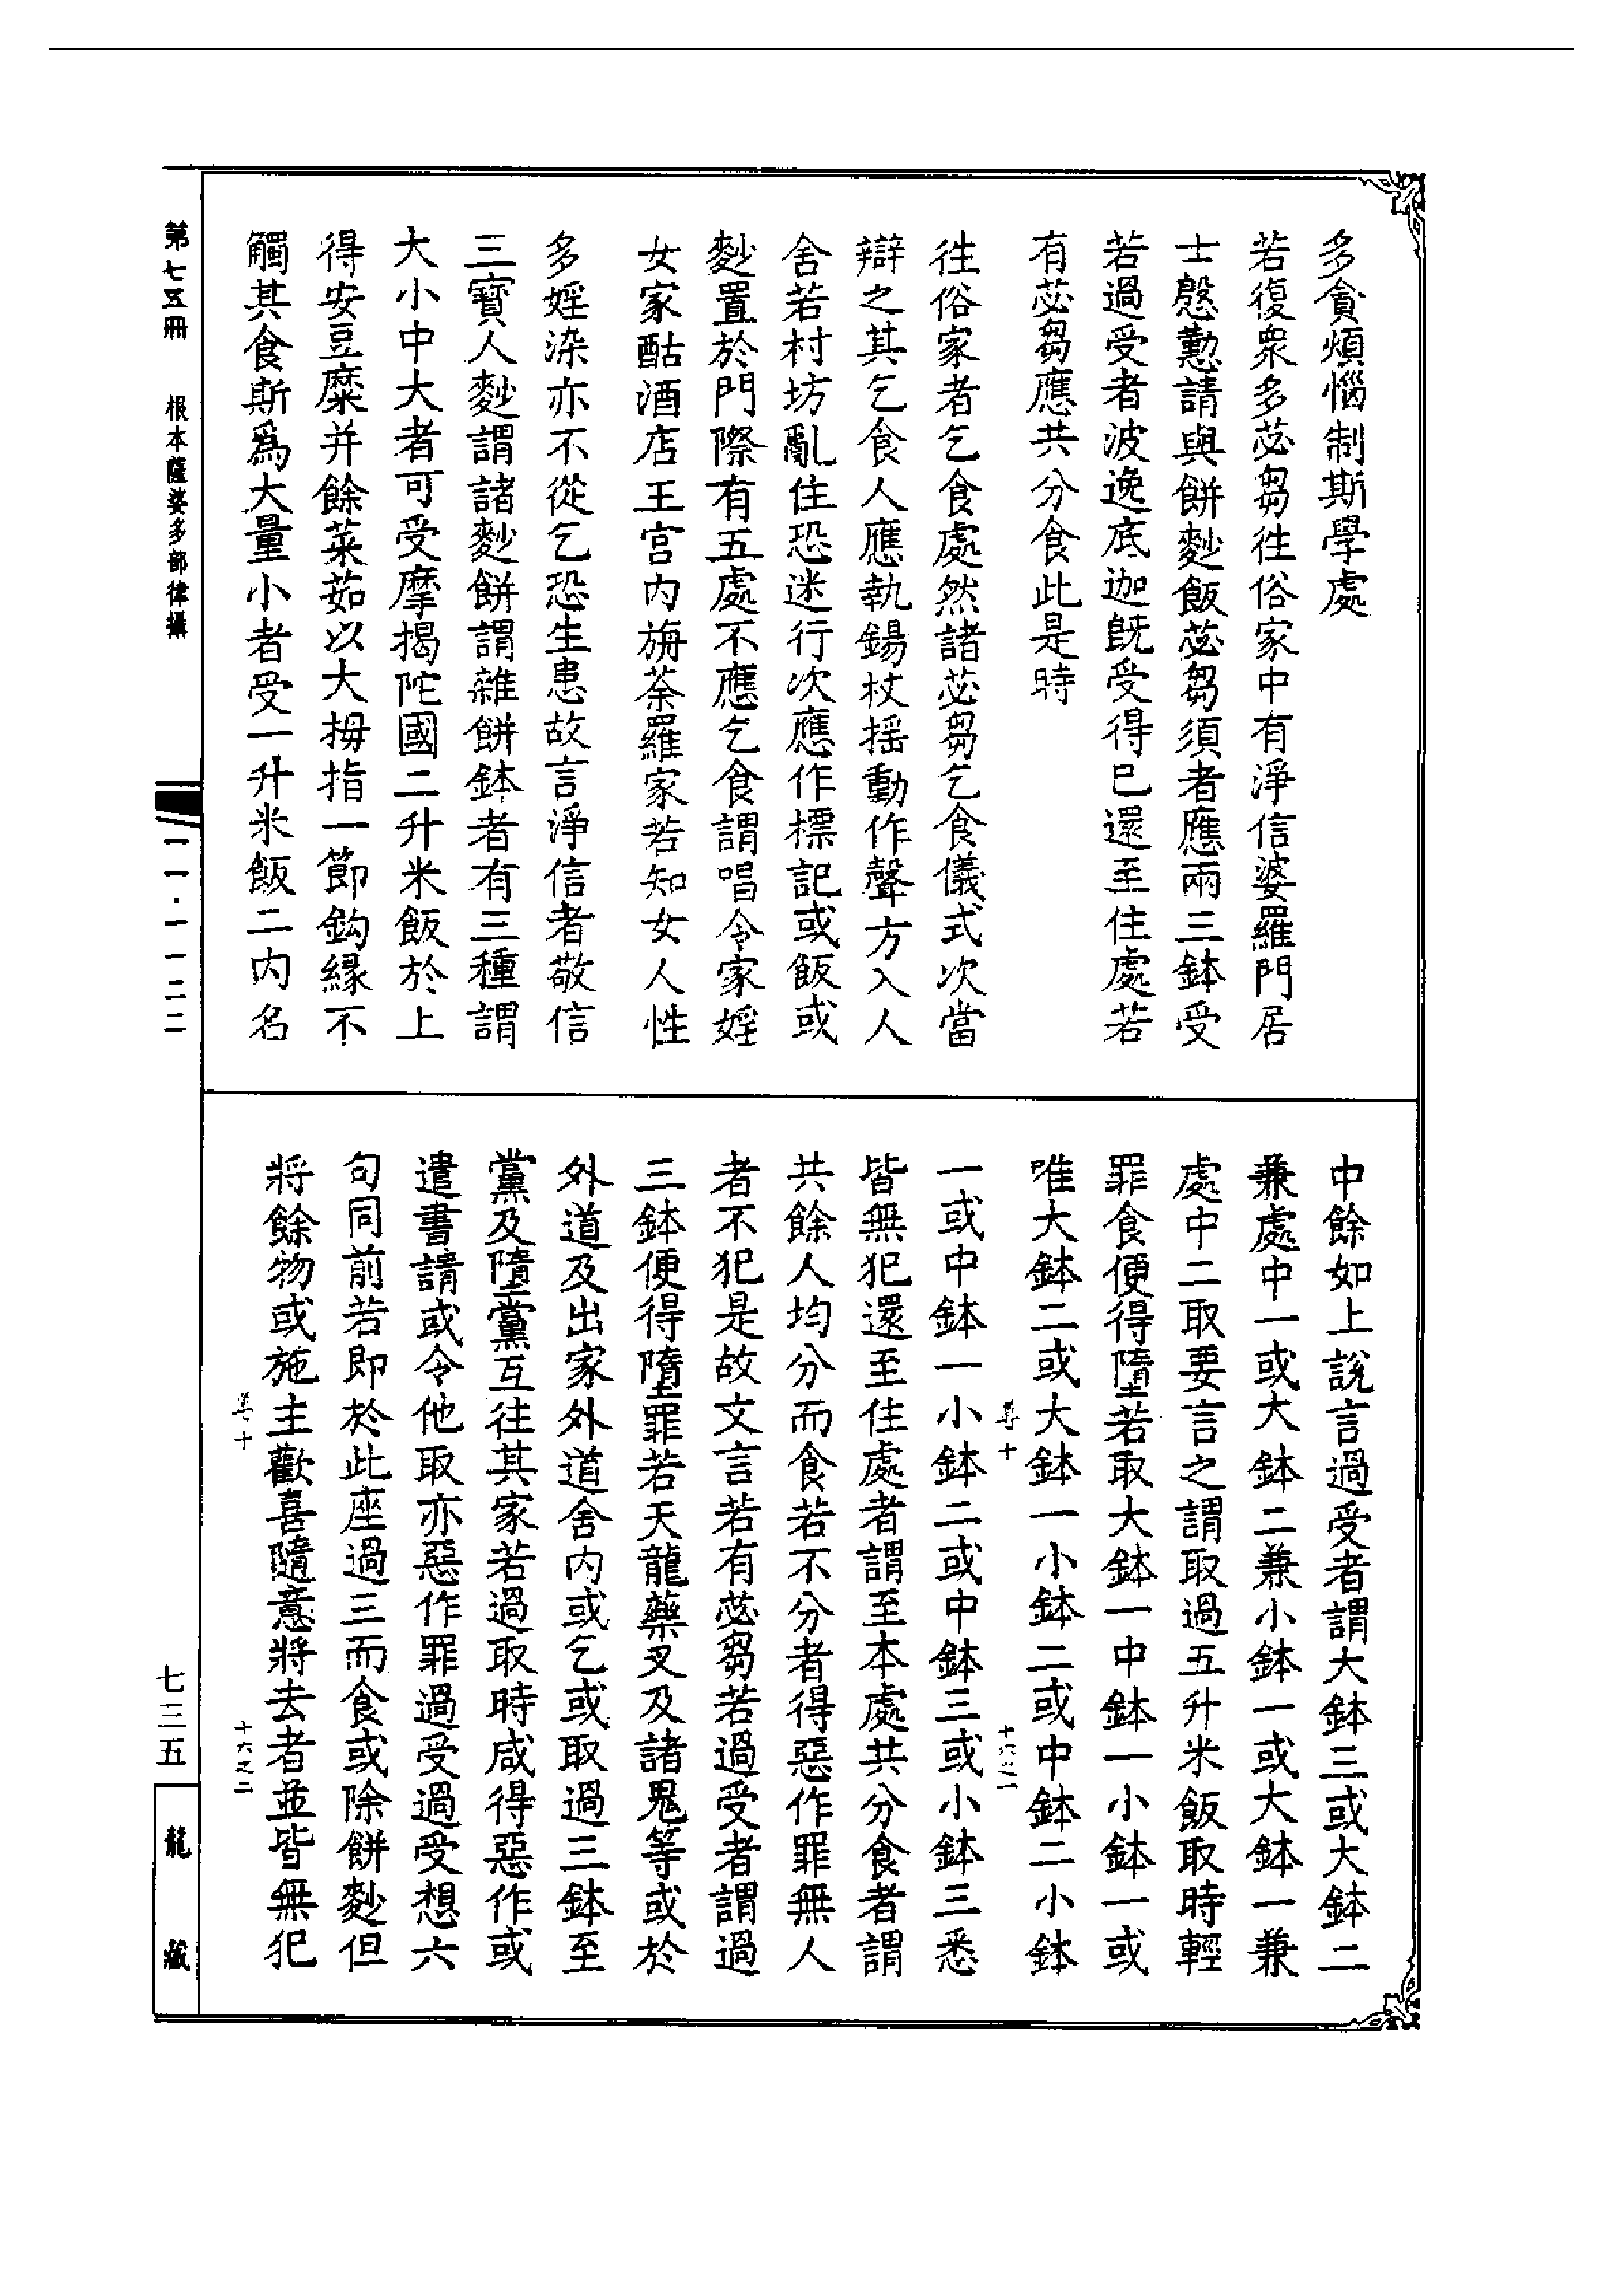 多貪煩惱制斯學處
若復衆多苾芻往俗家中有淨信婆羅門居
士慇懃請與餅麨飯苾芻須者應兩三鉢受
若過受者波逸底迦旣受得已還至住處若
有苾芻應共分食此是時
往俗家者乞食處然諸苾芻乞食儀式次當
辯之其乞食人應執錫杖摇動作聲方入人
舍若村坊亂住恐迷行次應作標記或飯或
麨置於門際有五處不應乞食謂唱令家婬
女家酤酒店王宫内旃荼羅家若知女人性
多婬染亦不從乞恐生患故言淨信者敬信
三寳人麨謂諸麨餅謂雜餅鉢者有三種謂
大小中大者可受摩揭陀國二升米飯於上
得安豆糜并餘菜茹以大拇指一節鈎緣不
觸其食斯爲大量小者受一升米飯二内名
中餘如上說言過受者謂大鉢三或大鉢二
兼處中一或大鉢二兼小鉢一或大鉢一兼
處中二取要言之謂取過五升米飯取時輕
罪食便得墮若取大鉢一中鉢一小鉢一或
唯大鉢二或大鉢一小鉢二或中鉢二小鉢
尊十 十六之一
一或中鉢一小鉢二或中鉢三或小鉢三悉
皆無犯還至住處者謂至本處共分食者謂
共餘人均分而食若不分者得惡作罪無人
者不犯是故文言若有苾芻若過受者謂過
三鉢便得墮罪若天龍藥叉及諸鬼等或於
外道及出家外道舍内或乞或取過三鉢至
黨及墮黨互往其家若過取時咸得惡作或
遣書請或令他取亦惡作罪過受過受想六
句同前若即於此座過三而食或除餅麨但
將餘物或施主歡喜隨意將去者並皆無犯
尊十 十六之二
第七五冊 根本薩婆多部律攝
一一·一一二二
七三五
龍藏